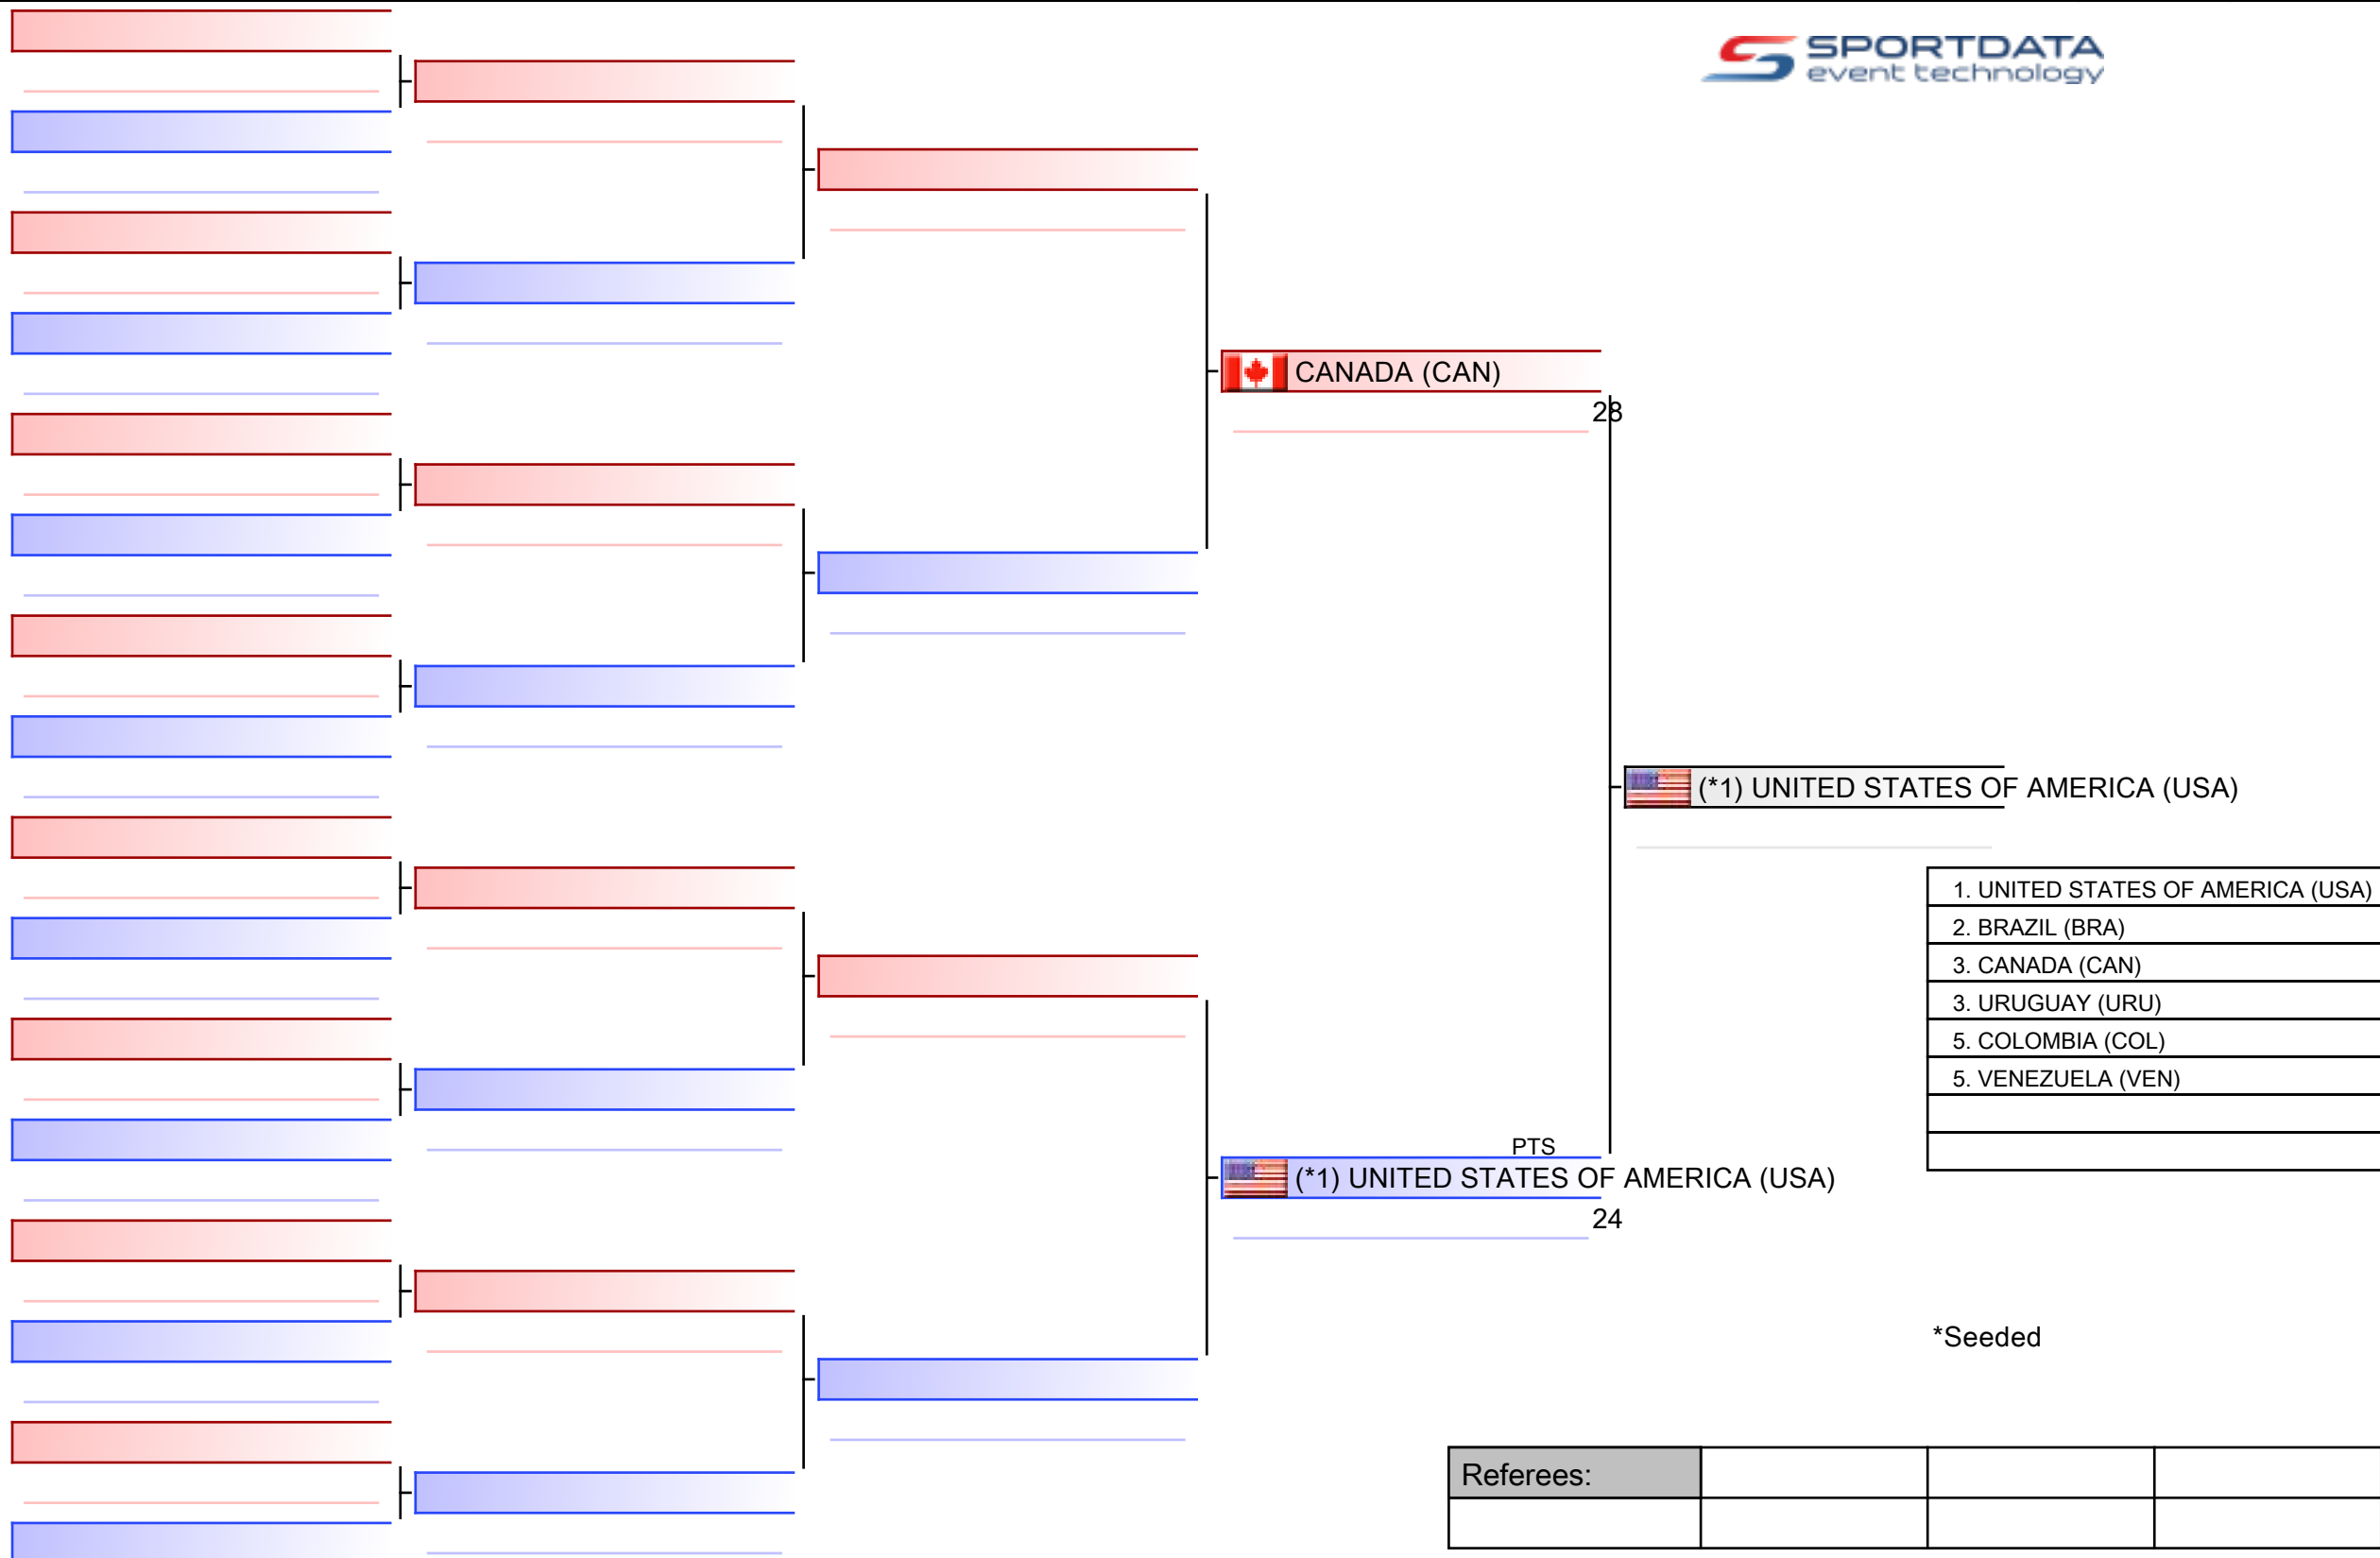 SPORTDATA
event technology
CANADA (CAN)
28
(*1) UNITED STATES OF AMERICA (USA)
1. UNITED STATES OF AMERICA (USA)
2. BRAZIL (BRA)
3. CANADA (CAN)
3. URUGUAY (URU)
5. COLOMBIA (COL)
5. VENEZUELA (VEN)
PTS
(*1) UNITED STATES OF AMERICA (USA)
24
*Seeded
Referees: